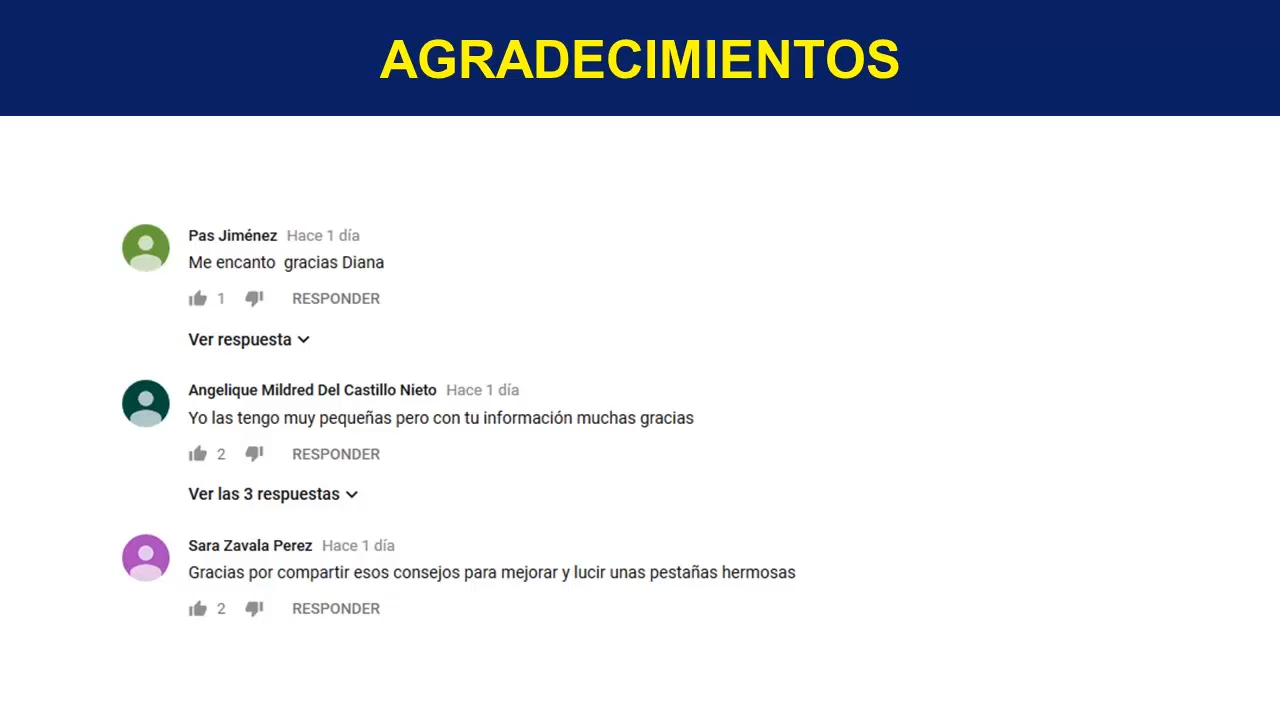 AGRADECIMIENTOS
Pas Jiménez Hace 1 día
Me encanto gracias Diana
1 RESPONDER
Ver respuesta
Angelique Mildred Del Castillo Nieto Hace 1 día
Yo las tengo muy pequeñas pero con tu información muchas gracias
2 RESPONDER
Ver las 3 respuestas
Sara Zavala Perez Hace 1 día
Gracias por compartir esos consejos para mejorar y lucir unas pestañas hermosas
2 RESPONDER